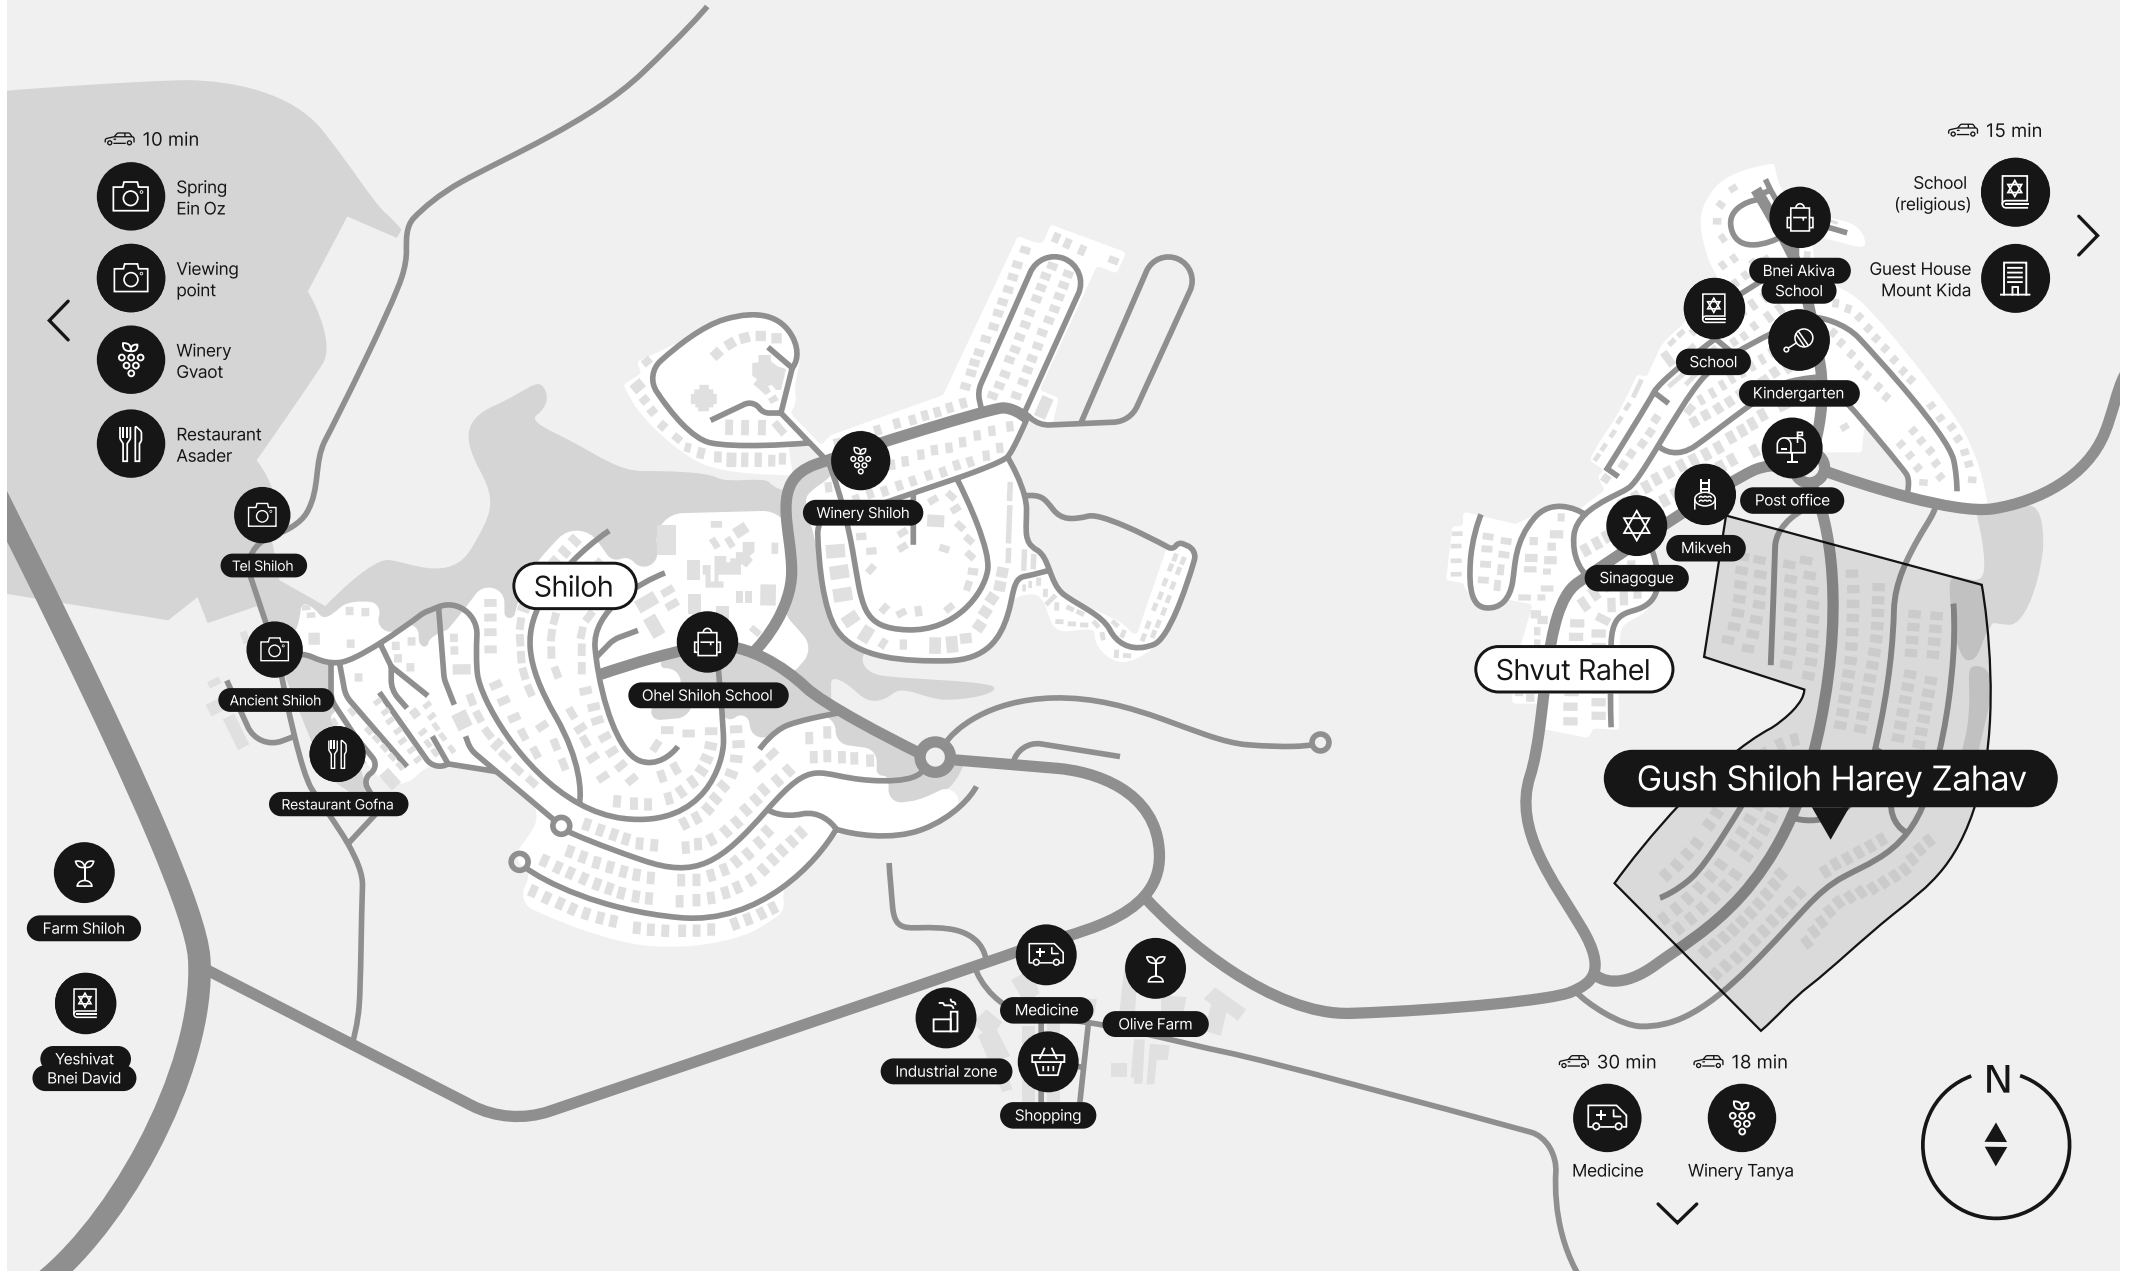 10 min
Spring
Ein Oz
Viewing
point
Winery
Gvaot
Restaurant
Asader
15 min
School
(religious)
Guest House
Mount Kida
Bnei Akiva
School
School
Kindergarten
Post office
Mikveh
Sinagogue
Winery Shiloh
Tel Shiloh
Shiloh
Ancient Shiloh
Ohel Shiloh School
Shvut Rahel
Restaurant Gofna
Gush Shiloh Harey Zahav
Farm Shiloh
Yeshivat
Bnei David
Medicine
Olive Farm
Industrial zone
Shopping
30 min
Medicine
18 min
Winery Tanya
N